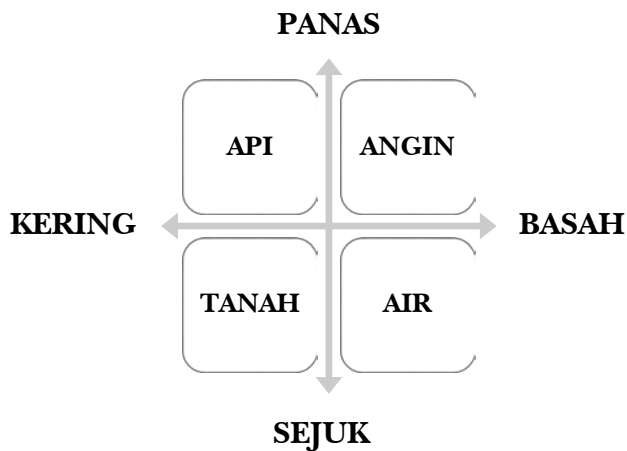 PANAS
API
ANGIN
KERING
BASAH
TANAH
AIR
SEJUK